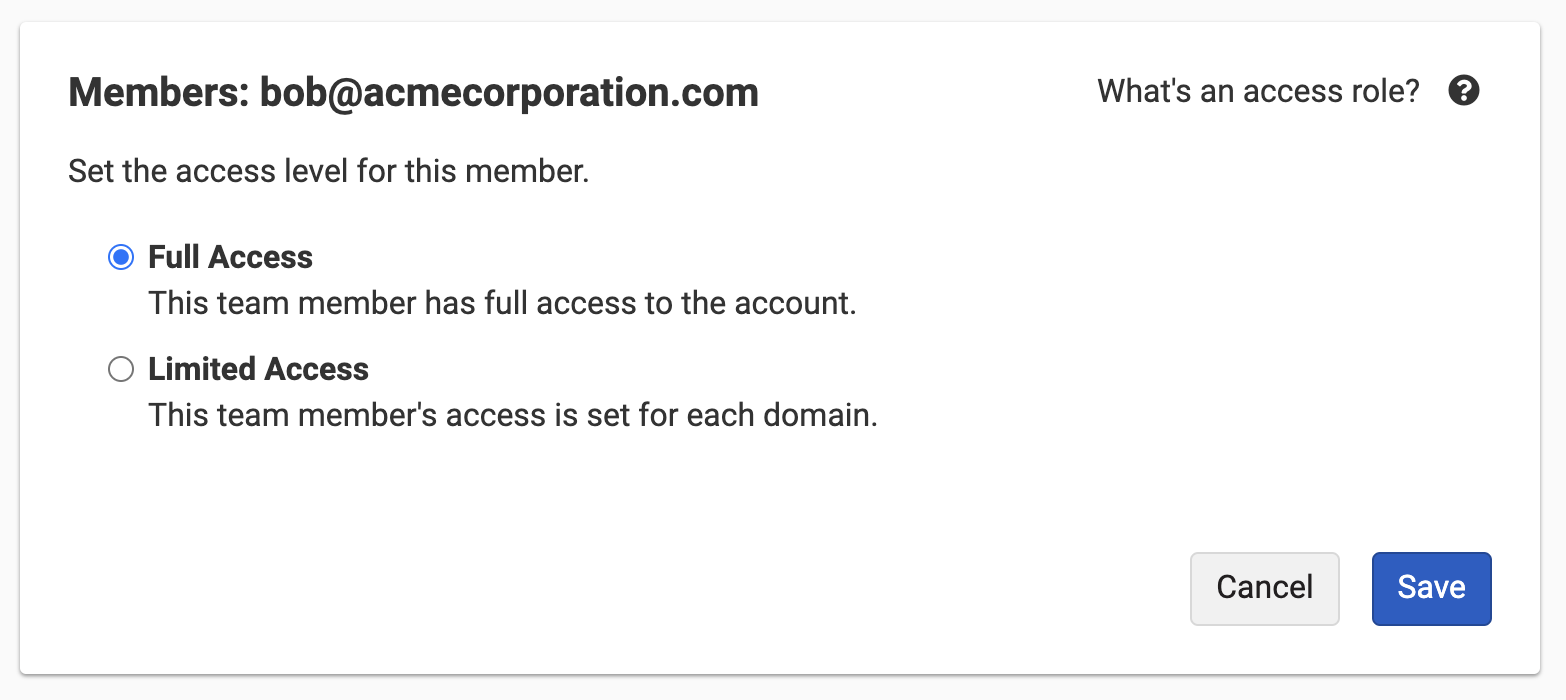 Members: bob@acmecorporation.com
What's an access role? ?
Set the access level for this member.
Full Access
This team member has full access to the account.
Limited Access
This team member's access is set for each domain.
Cancel
Save